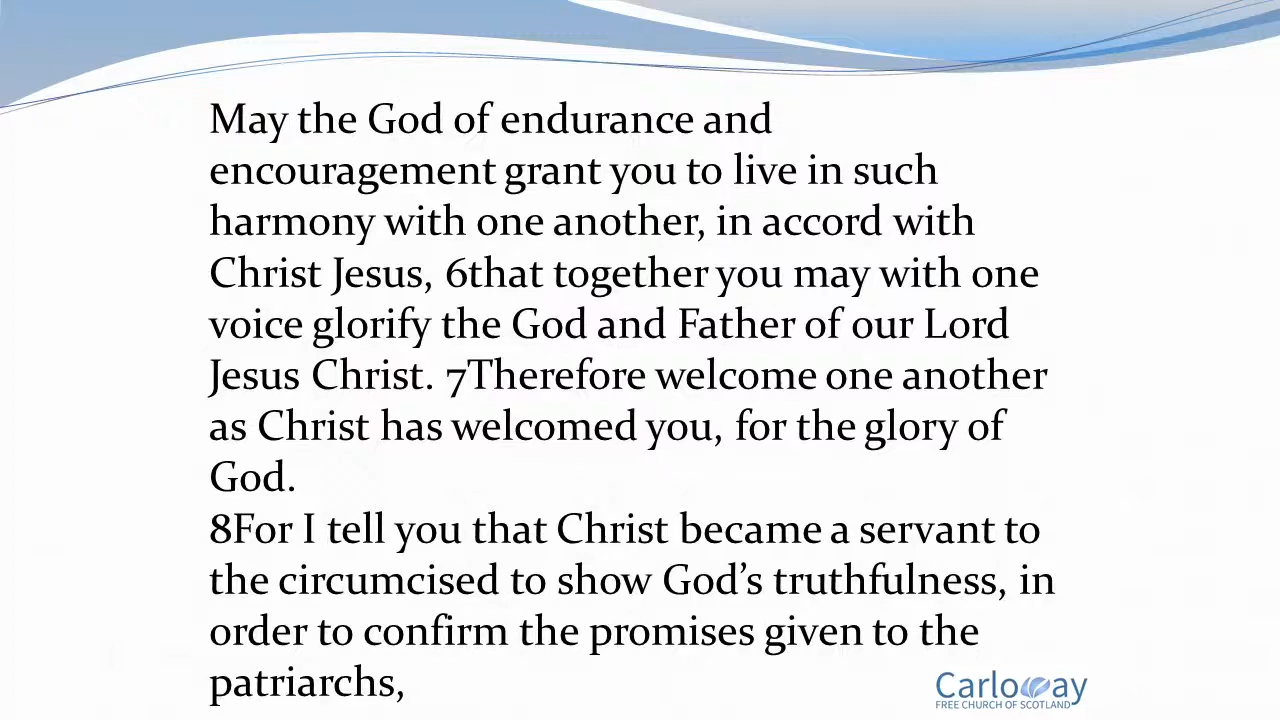 May the God of endurance and
encouragement grant you to live in such
harmony with one another, in accord with
Christ Jesus, 6that together you may with one
voice glorify the God and Father of our Lord
Jesus Christ. 7Therefore welcome one another
as Christ has welcomed you, for the glory of
God.
8For I tell you that Christ became a servant to
the circumcised to show God’s truthfulness, in
order to confirm the promises given to the
patriarchs,
Carloway
FREE CHURCH OF SCOTLAND